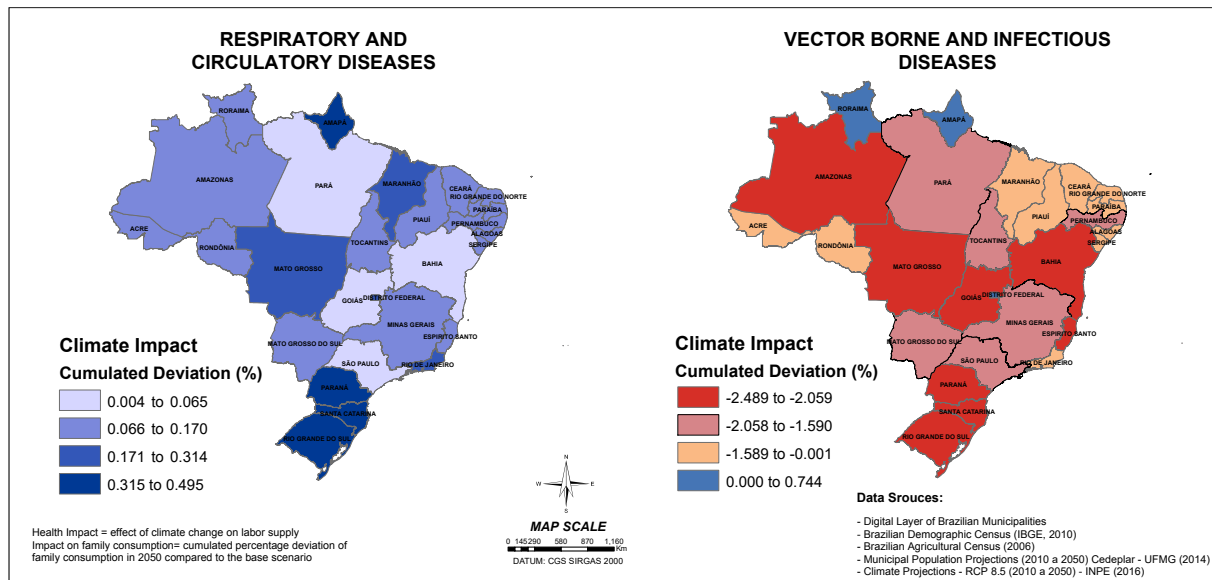 RESPIRATORY AND
CIRCULATORY DISEASES
RORAIMA
AMAPÁ
AMAZONAS
PARÁ
MARANHÃO
CEARÁ
RIO GRANDE DO NORTE
PARAÍBA
PIAUÍ
PERNAMBUCO
ALAGOAS
SERGIPE
ACRE
RONDÔNIA
TOCANTINS
BAHIA
MATO GROSSO
GOIÁS
DISTRITO FEDERAL
MINAS GERAIS
ESPIRITO SANTO
MATO GROSSO DO SUL
SÃO PAULO
RIO DE JANEIRO
PARANÁ
SANTA CATARINA
RIO GRANDE DO SUL
Climate Impact
Cumulated Deviation (%)
0.004 to 0.065
0.066 to 0.170
0.171 to 0.314
0.315 to 0.495
Health Impact = effect of climate change on labor supply
Impact on family consumption= cumulated percentage deviation of
family consumption in 2050 compared to the base scenario
N
W E
S
MAP SCALE
0 145290 580 870 1,160
Km
DATUM: CGS SIRGAS 2000
VECTOR BORNE AND INFECTIOUS
DISEASES
RORAIMA
AMAPÁ
AMAZONAS
PARÁ
MARANHÃO
CEARÁ
RIO GRANDE DO NORTE
PARAÍBA
PIAUÍ
PERNAMBUCO
ALAGOAS
SERGIPE
ACRE
RONDÔNIA
TOCANTINS
BAHIA
MATO GROSSO
GOIÁS
DISTRITO FEDERAL
MINAS GERAIS
ESPIRITO SANTO
MATO GROSSO DO SUL
SÃO PAULO
RIO DE JANEIRO
PARANÁ
SANTA CATARINA
RIO GRANDE DO SUL
Climate Impact
Cumulated Deviation (%)
-2.489 to -2.059
-2.058 to -1.590
-1.589 to -0.001
0.000 to 0.744
Data Srouces:
- Digital Layer of Brazilian Municipalities
- Brazilian Demographic Census (IBGE, 2010)
- Brazilian Agricultural Census (2006)
- Municipal Population Projections (2010 a 2050) Cedeplar - UFMG (2014)
- Climate Projections - RCP 8.5 (2010 a 2050) - INPE (2016)